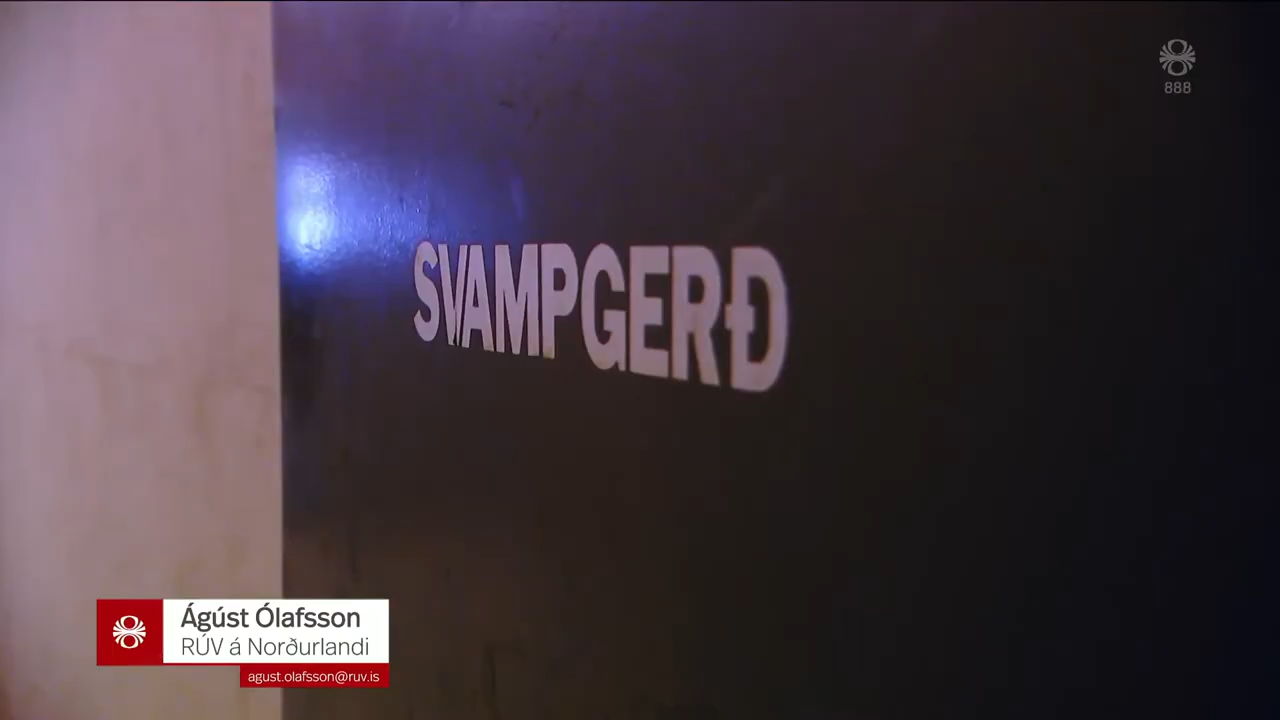 888
SVAMPGERÐ
Ágúst Ólafsson
RÚV á Norðurlandi
agust.olafsson@ruv.is